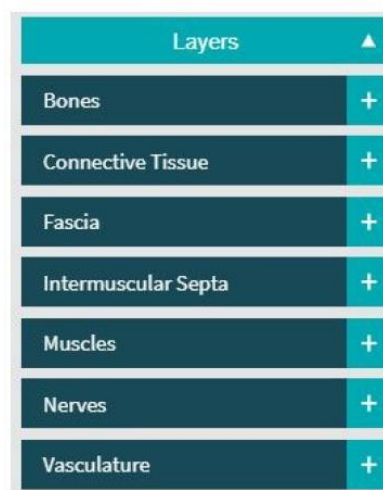 Layers
Bones
Connective Tissue
Fascia
Intermuscular Septa
Muscles
Nerves
Vasculature